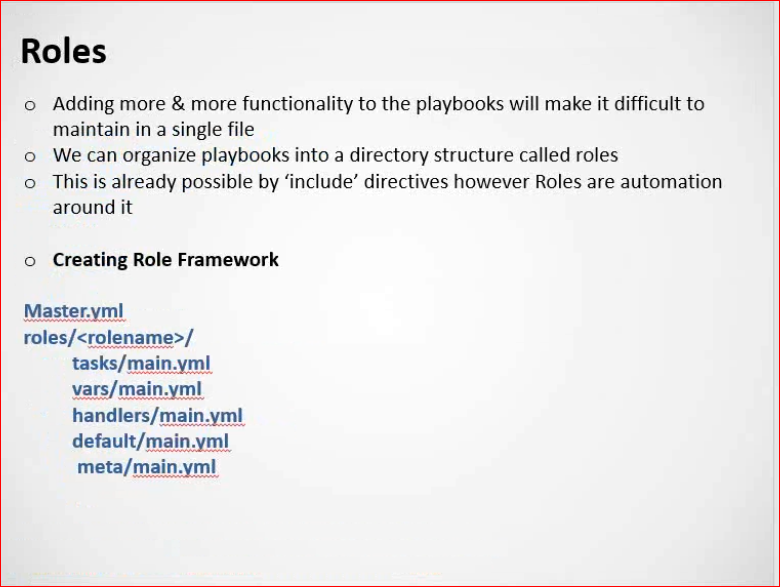 Roles
o Adding more & more functionality to the playbooks will make it difficult to
maintain in a single file
o We can organize playbooks into a directory structure called roles
o This is already possible by ‘include’ directives however Roles are automation
around it
o Creating Role Framework
Master.yml
roles/<rolename>/
tasks/main.yml
vars/main.yml
handlers/main.yml
default/main.yml
meta/main.yml